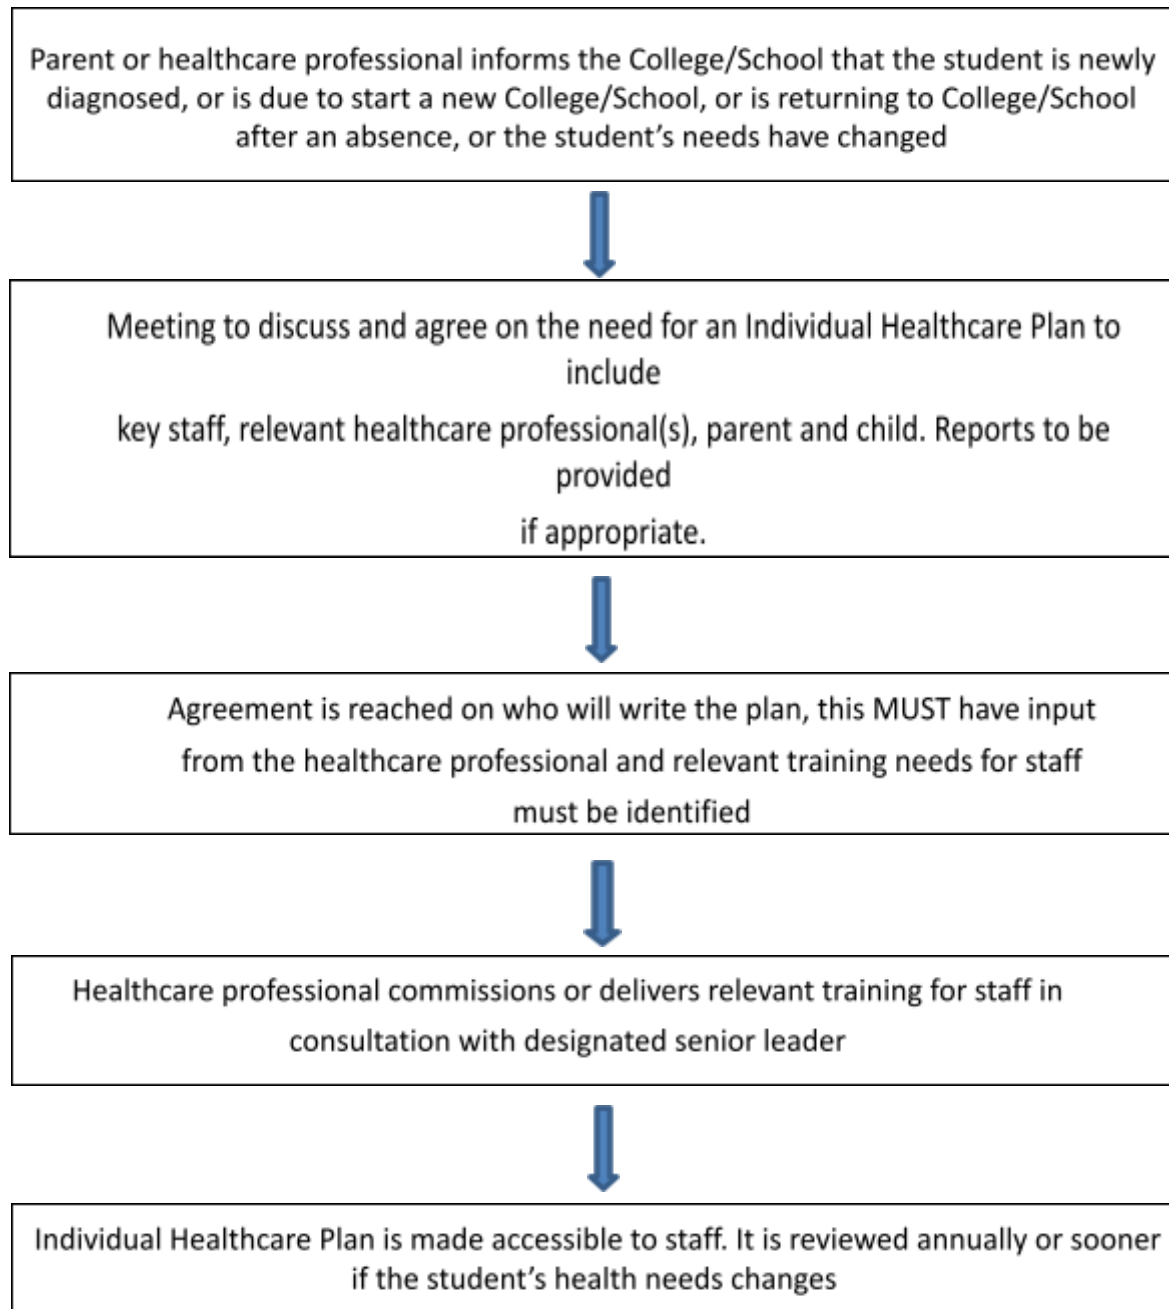 Parent or healthcare professional informs the College/School that the student is newly
diagnosed, or is due to start a new College/School, or is returning to College/School
after an absence, or the student’s needs have changed
Meeting to discuss and agree on the need for an Individual Healthcare Plan to
include
key staff, relevant healthcare professional(s), parent and child. Reports to be
provided
if appropriate.
Agreement is reached on who will write the plan, this MUST have input
from the healthcare professional and relevant training needs for staff
must be identified
Healthcare professional commissions or delivers relevant training for staff in
consultation with designated senior leader
Individual Healthcare Plan is made accessible to staff. It is reviewed annually or sooner
if the student’s health needs changes